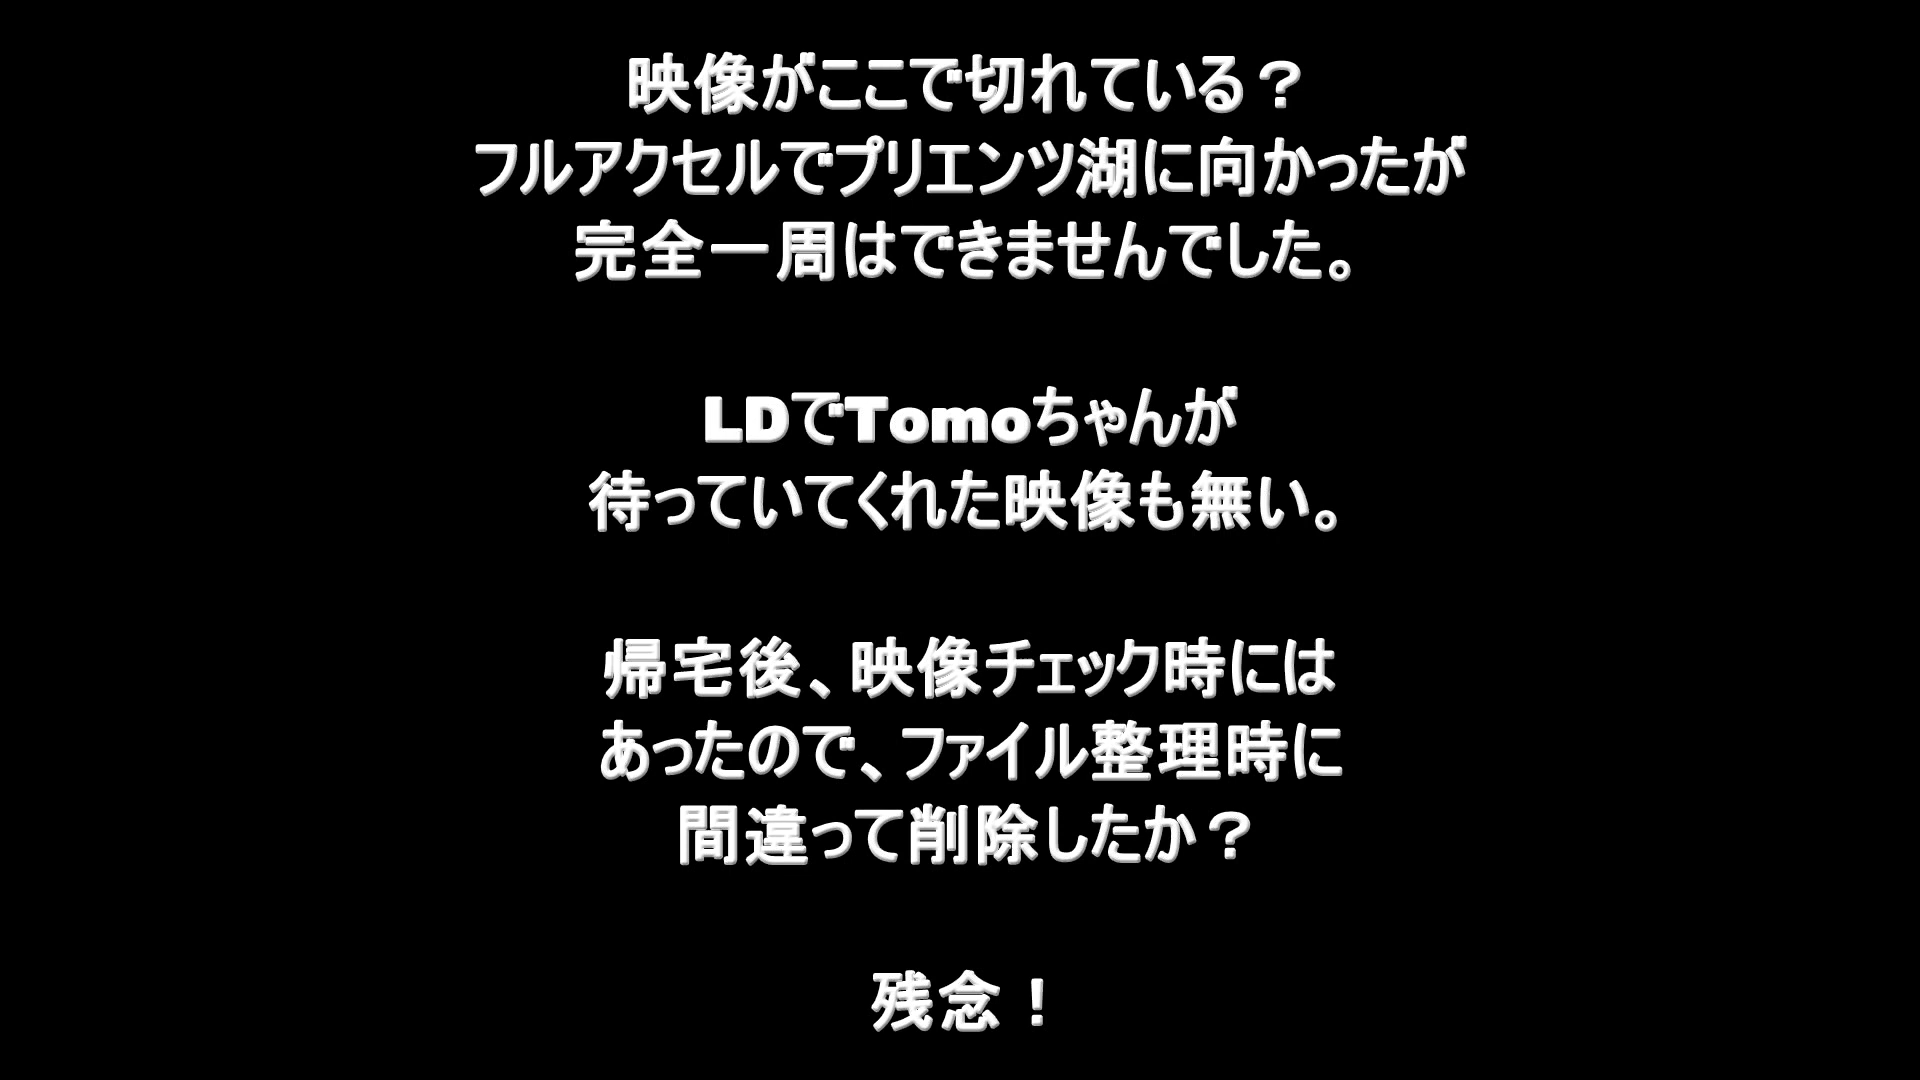 映像がここで切れている？
フルアクセルでプリエンツ湖に向かったが
完全一周はできませんでした。
LDでTomoちゃんが
待っていてくれた映像も無い。
帰宅後、映像チェック時には
あったので、ファイル整理時に
間違って削除したか？
残念！